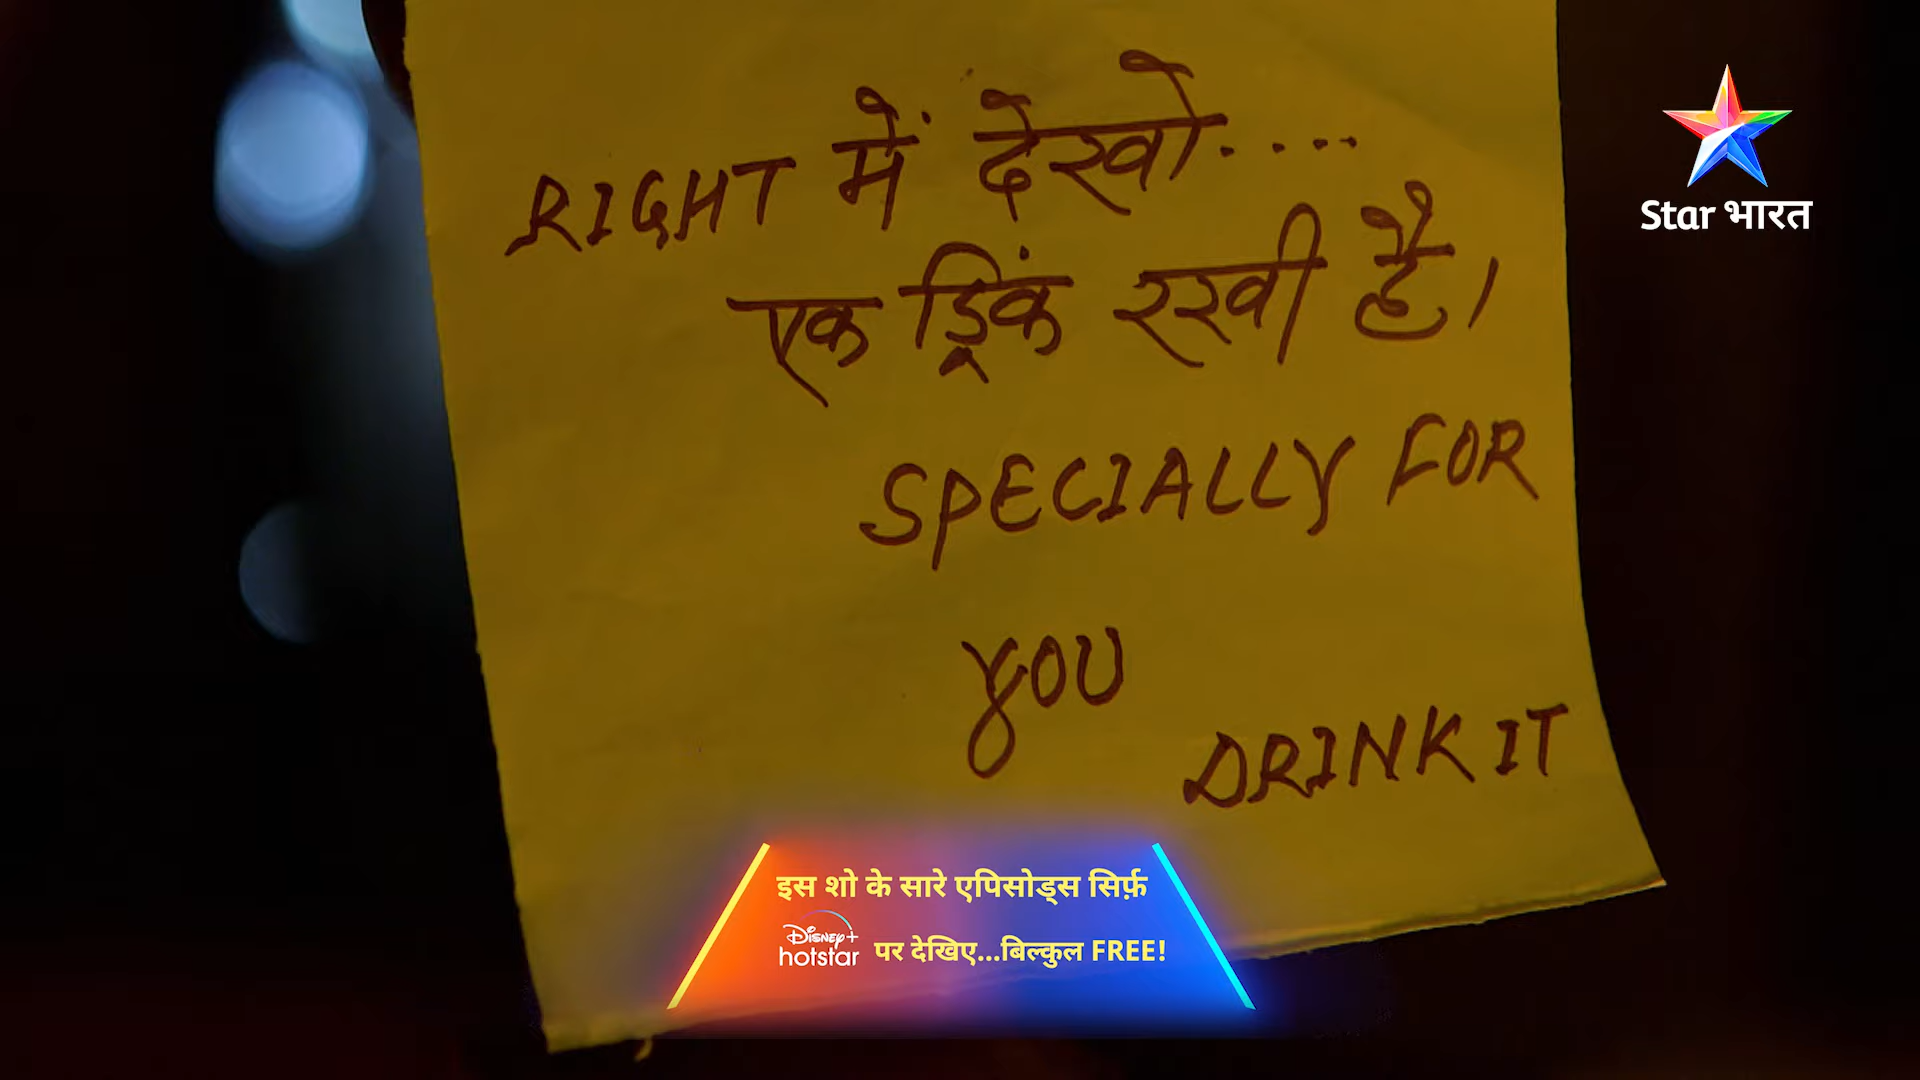 RIGHT में देखो....
एक ड्रिंक रखी है।
SPECIALLY FOR
YOU
DRINK IT
Star भारत
इस शो के सारे एपिसोड्स सिर्फ़
Disney+ hotstar पर देखिए...बिल्कुल FREE!